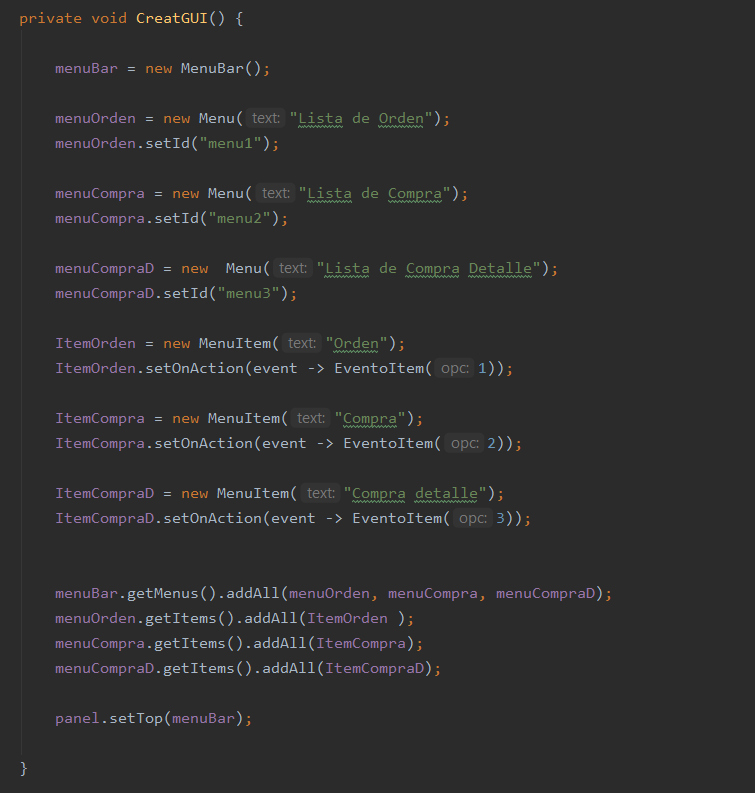 private void CreatGUI() {
menuBar = new MenuBar();
menuOrden = new Menu( text: "Lista de Orden");
menuOrden.setId("menu1");
menuCompra = new Menu( text: "Lista de Compra");
menuCompra.setId("menu2");
menuCompraD = new  Menu( text: "Lista de Compra Detalle");
menuCompraD.setId("menu3");
ItemOrden = new MenuItem( text: "Orden");
ItemOrden.setOnAction(event -> EventoItem( opc: 1));
ItemCompra = new MenuItem( text: "Compra");
ItemCompra.setOnAction(event -> EventoItem( opc: 2));
ItemCompraD = new MenuItem( text: "Compra detalle");
ItemCompraD.setOnAction(event -> EventoItem( opc: 3));
menuBar.getMenus().addAll(menuOrden, menuCompra, menuCompraD);
menuOrden.getItems().addAll(ItemOrden );
menuCompra.getItems().addAll(ItemCompra);
menuCompraD.getItems().addAll(ItemCompraD);
panel.setTop(menuBar);
}